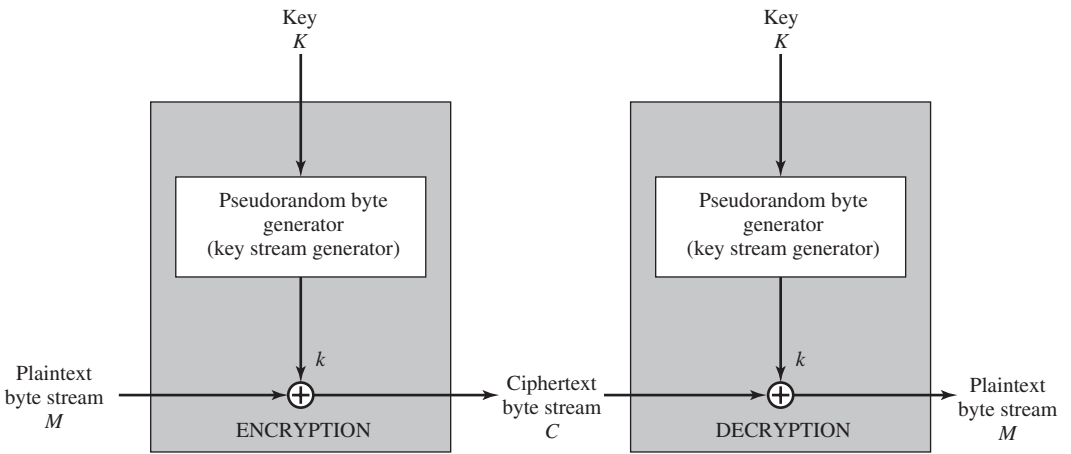 Key
K
Key
K
Pseudorandom byte
generator
(key stream generator)
Pseudorandom byte
generator
(key stream generator)
k
k
Plaintext
byte stream
M
Ciphertext
byte stream
C
Plaintext
byte stream
M
ENCRYPTION
DECRYPTION